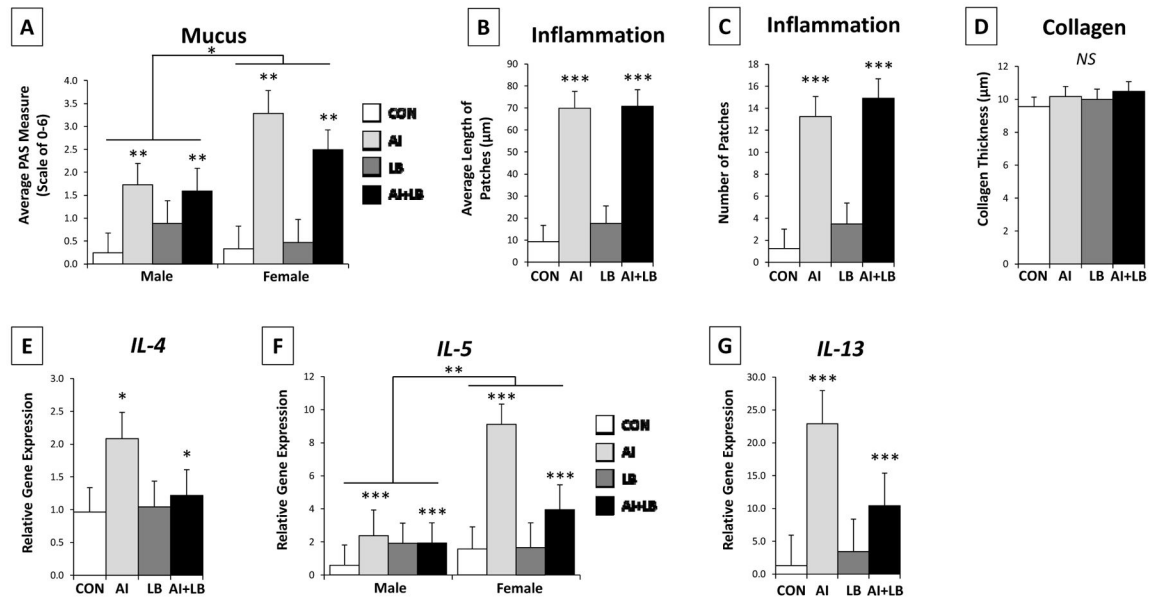 A
Mucus
*
Average PAS Measure
(Scale of 0-6)
4.0
3.5
3.0
2.5
2.0
1.5
1.0
0.5
0.0
** ** ** **
Male Female
CON
AI
LB
AI+LB
B
Inflammation
Average Length of
Patches (µm)
90
80
70
60
50
40
30
20
10
0
*** ***
CON AI LB AI+LB
C
Inflammation
Number of Patches
18
16
14
12
10
8
6
4
2
0
*** ***
CON AI LB AI+LB
D
Collagen
NS
Collagen Thickness (µm)
12
10
8
6
4
2
0
CON AI LB AI+LB
E
IL-4
Relative Gene Expression
3.0
2.5
2.0
1.5
1.0
0.5
0.0
* *
CON AI LB AI+LB
F
IL-5
**
Relative Gene Expression
12
10
8
6
4
2
0
*** *** *** ***
Male Female
CON
AI
LB
AI+LB
G
IL-13
Relative Gene Expression
30.0
25.0
20.0
15.0
10.0
5.0
0.0
*** ***
CON AI LB AI+LB